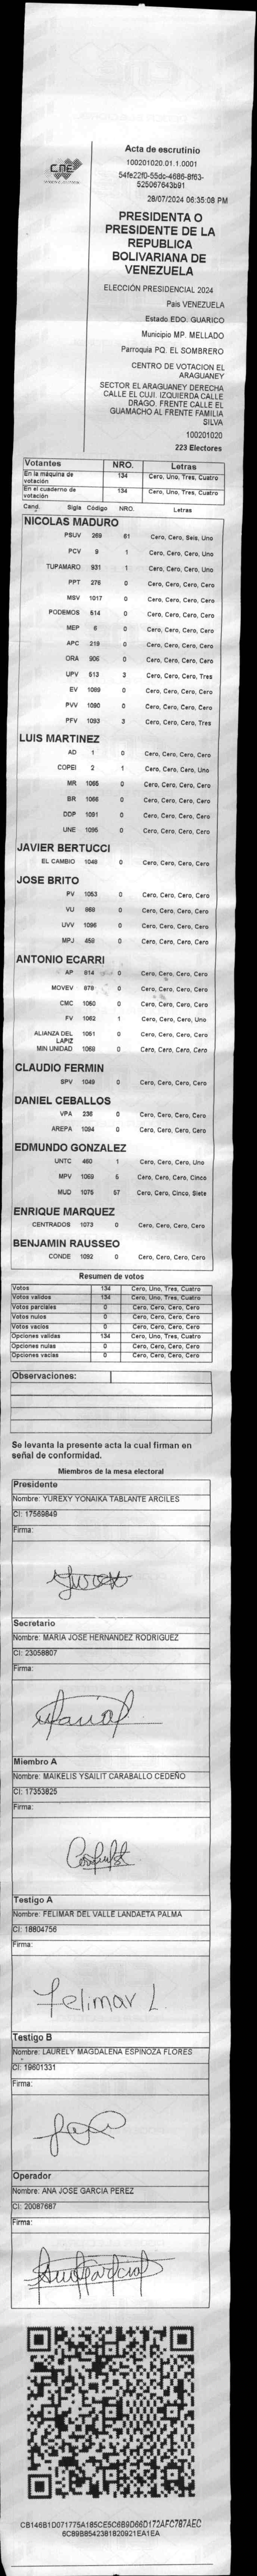 CNE
Acta de escrutinio
100201020.01.1.0001
54fe22f0-55dc-4686-8f63-
525067643b91
28/07/2024 06:35:08 PM
PRESIDENTA O
PRESIDENTE DE LA
REPUBLICA
BOLIVARIANA DE
VENEZUELA
ELECCIÓN PRESIDENCIAL 2024
País VENEZUELA
Estado EDO. GUARICO
Municipio MP. MELLADO
Parroquia PQ. EL SOMBRERO
CENTRO DE VOTACION EL
ARAGUANEY
SECTOR EL ARAGUANEY DERECHA
CALLE EL CUJI. IZQUIERDA CALLE
DRAGO. FRENTE CALLE EL
GUAMACHO AL FRENTE FAMILIA
SILVA
100201020
223 Electores
Votantes NRO. Letras
En la máquina de votación 134 Cero, Uno, Tres, Cuatro
En el cuaderno de votación 134 Cero, Uno, Tres, Cuatro
Cand. Sigla Código NRO. Letras
NICOLAS MADURO
PSUV 269 61 Cero, Cero, Seis, Uno
PCV 9 1 Cero, Cero, Cero, Uno
TUPAMARO 931 1 Cero, Cero, Cero, Uno
PPT 276 0 Cero, Cero, Cero, Cero
MSV 1017 0 Cero, Cero, Cero, Cero
PODEMOS 514 0 Cero, Cero, Cero, Cero
MEP 6 0 Cero, Cero, Cero, Cero
APC 219 0 Cero, Cero, Cero, Cero
ORA 906 0 Cero, Cero, Cero, Cero
UPV 513 3 Cero, Cero, Cero, Tres
EV 1089 0 Cero, Cero, Cero, Cero
PVV 1090 0 Cero, Cero, Cero, Cero
PFV 1093 3 Cero, Cero, Cero, Tres
LUIS MARTINEZ
AD 1 0 Cero, Cero, Cero, Cero
COPEI 2 1 Cero, Cero, Cero, Uno
MR 1065 0 Cero, Cero, Cero, Cero
BR 1066 0 Cero, Cero, Cero, Cero
DDP 1091 0 Cero, Cero, Cero, Cero
UNE 1095 0 Cero, Cero, Cero, Cero
JAVIER BERTUCCI
EL CAMBIO 1048 0 Cero, Cero, Cero, Cero
JOSE BRITO
PV 1053 0 Cero, Cero, Cero, Cero
VU 868 0 Cero, Cero, Cero, Cero
UVV 1096 0 Cero, Cero, Cero, Cero
MPJ 459 0 Cero, Cero, Cero, Cero
ANTONIO ECARRI
AP 814 0 Cero, Cero, Cero, Cero
MOVEV 878 0 Cero, Cero, Cero, Cero
CMC 1050 0 Cero, Cero, Cero, Cero
FV 1062 1 Cero, Cero, Cero, Uno
ALIANZA DEL LAPIZ 1051 0 Cero, Cero, Cero, Cero
MIN UNIDAD 1068 0 Cero, Cero, Cero, Cero
CLAUDIO FERMIN
SPV 1049 0 Cero, Cero, Cero, Cero
DANIEL CEBALLOS
VPA 236 0 Cero, Cero, Cero, Cero
AREPA 1094 0 Cero, Cero, Cero, Cero
EDMUNDO GONZALEZ
UNTC 460 1 Cero, Cero, Cero, Uno
MPV 1069 5 Cero, Cero, Cero, Cinco
MUD 1075 57 Cero, Cero, Cinco, Siete
ENRIQUE MARQUEZ
CENTRADOS 1073 0 Cero, Cero, Cero, Cero
BENJAMIN RAUSSEO
CONDE 1092 0 Cero, Cero, Cero, Cero
Resumen de votos
Votos 134 Cero, Uno, Tres, Cuatro
Votos validos 134 Cero, Uno, Tres, Cuatro
Votos parciales 0 Cero, Cero, Cero, Cero
Votos nulos 0 Cero, Cero, Cero, Cero
Votos vacios 0 Cero, Cero, Cero, Cero
Opciones validas 134 Cero, Uno, Tres, Cuatro
Opciones nulas 0 Cero, Cero, Cero, Cero
Opciones vacias 0 Cero, Cero, Cero, Cero
Observaciones:
Se levanta la presente acta la cual firman en
señal de conformidad.
Miembros de la mesa electoral
Presidente
Nombre: YUREXY YONAIKA TABLANTE ARCILES
CI: 17569849
Firma:
Secretario
Nombre: MARIA JOSE HERNANDEZ RODRIGUEZ
CI: 23058807
Firma:
Miembro A
Nombre: MAIKELIS YSAILIT CARABALLO CEDEÑO
CI: 17353825
Firma:
Testigo A
Nombre: FELIMAR DEL VALLE LANDAETA PALMA
CI: 18804756
Firma:
Felimar L.
Testigo B
Nombre: LAURELY MAGDALENA ESPINOZA FLORES
CI: 19601331
Firma:
Operador
Nombre: ANA JOSE GARCIA PEREZ
CI: 20087687
Firma:
CB146B1D071775A185CE5C6B9D66D172AFC787AEC
6C89B8542381820921EA1EA